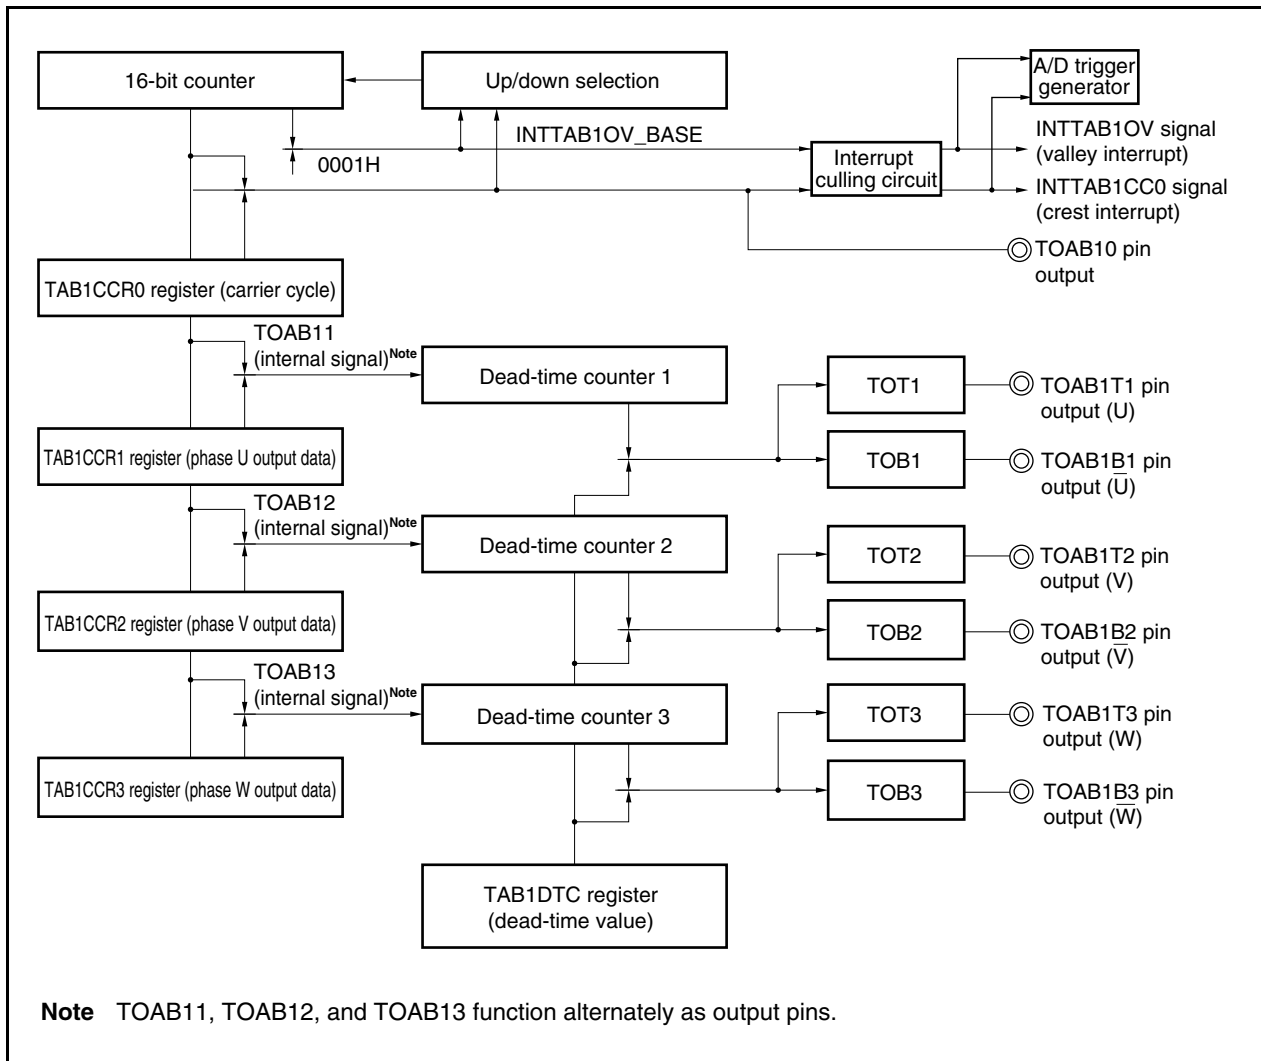 16-bit counter
Up/down selection
A/D trigger
generator
INTTAB1OV_BASE
0001H
Interrupt
culling circuit
INTTAB1OV signal
(valley interrupt)
INTTAB1CC0 signal
(crest interrupt)
TOAB10 pin
output
TAB1CCR0 register (carrier cycle)
TOAB11
(internal signal)Note
Dead-time counter 1
TOT1
TOAB1T1 pin
output (U)
TAB1CCR1 register (phase U output data)
TOB1
TOAB1B1 pin
output (U̅)
TOAB12
(internal signal)Note
Dead-time counter 2
TOT2
TOAB1T2 pin
output (V)
TAB1CCR2 register (phase V output data)
TOB2
TOAB1B2 pin
output (V̅)
TOAB13
(internal signal)Note
Dead-time counter 3
TOT3
TOAB1T3 pin
output (W)
TAB1CCR3 register (phase W output data)
TOB3
TOAB1B3 pin
output (W̅)
TAB1DTC register
(dead-time value)
Note TOAB11, TOAB12, and TOAB13 function alternately as output pins.